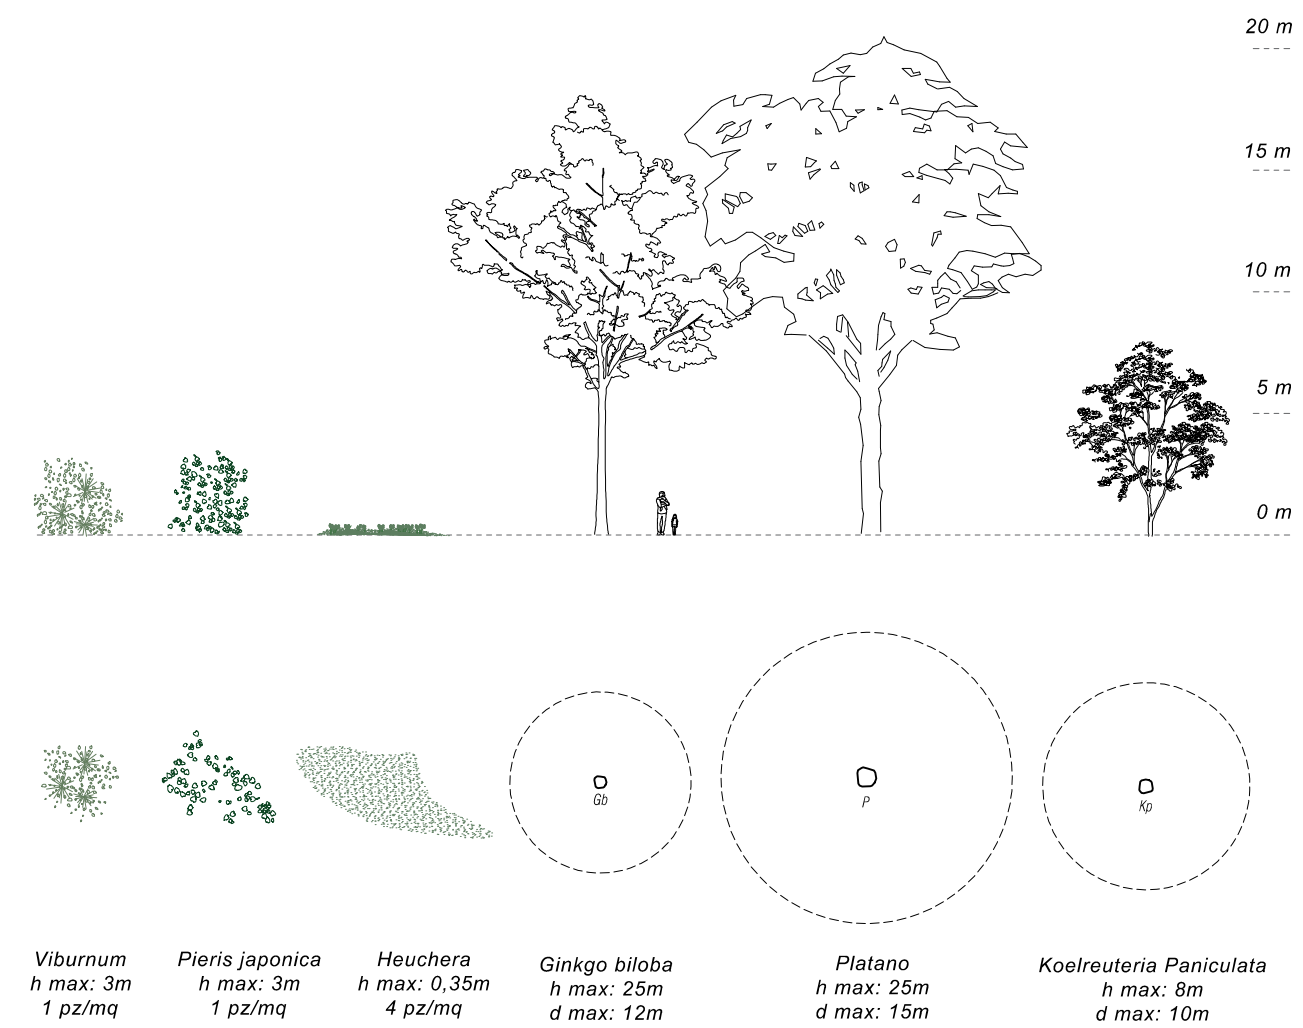 20 m
15 m
10 m
5 m
0 m
Gb
P
Kp
Viburnum
h max: 3m
1 pz/mq
Pieris japonica
h max: 3m
1 pz/mq
Heuchera
h max: 0,35m
4 pz/mq
Ginkgo biloba
h max: 25m
d max: 12m
Platano
h max: 25m
d max: 15m
Koelreuteria Paniculata
h max: 8m
d max: 10m